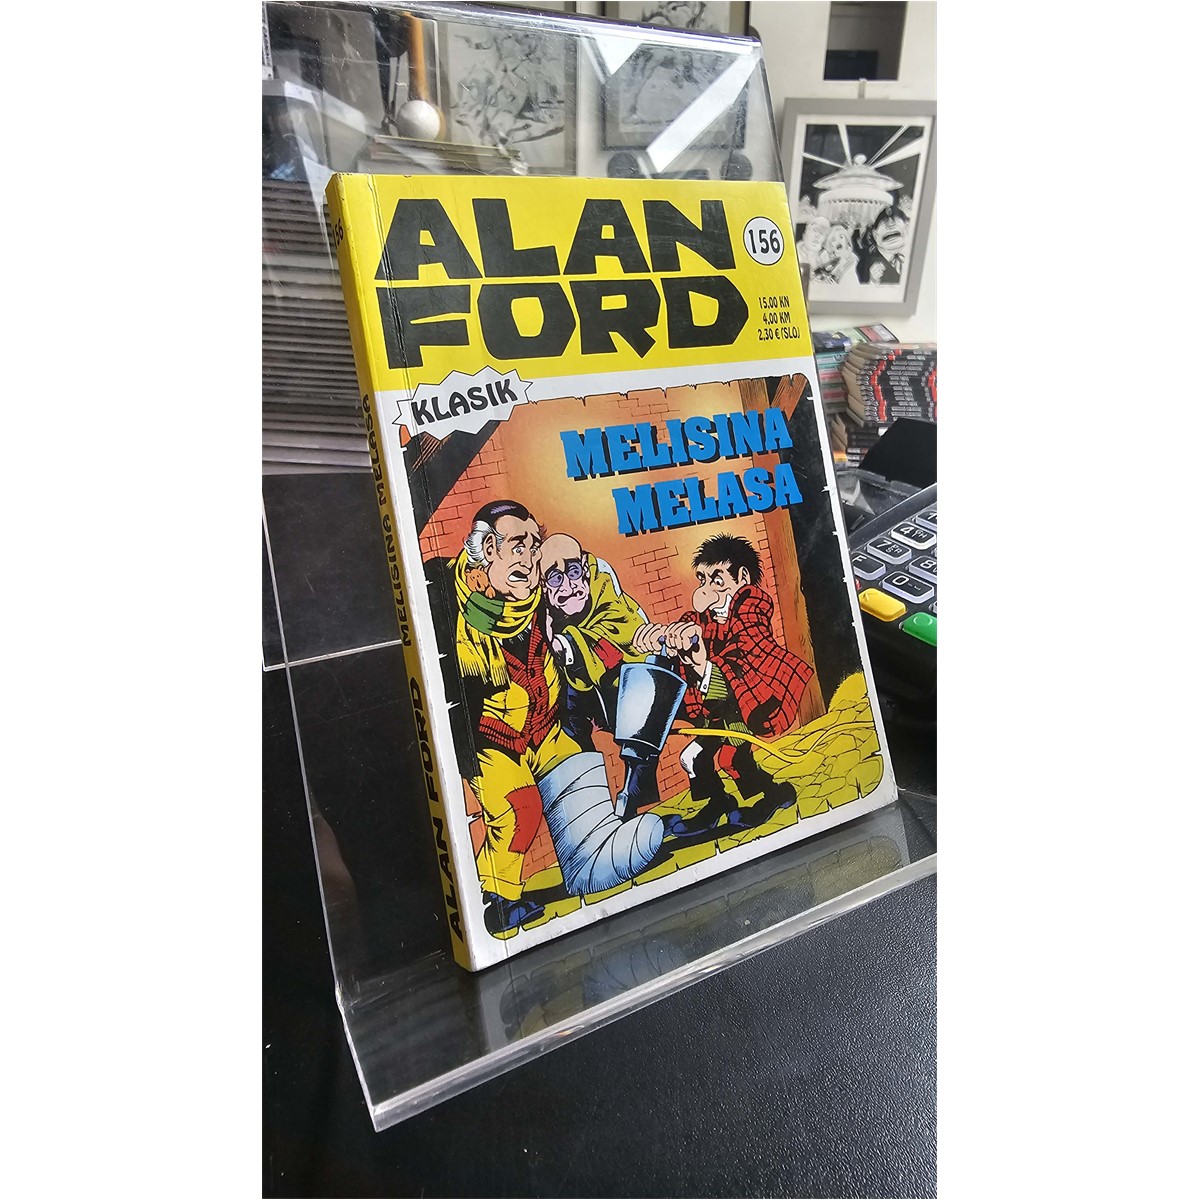 ALAN
FORD
156
15,00 KN
4,00 KM
2,30 € (SLO)
KLASIK
MELISINA
MELASA
ALAN FORD MELISINA MELASA